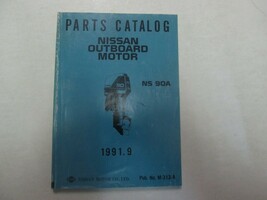 PARTS CATALOG
NISSAN
OUTBOARD
MOTOR
NS 90A
1991.9